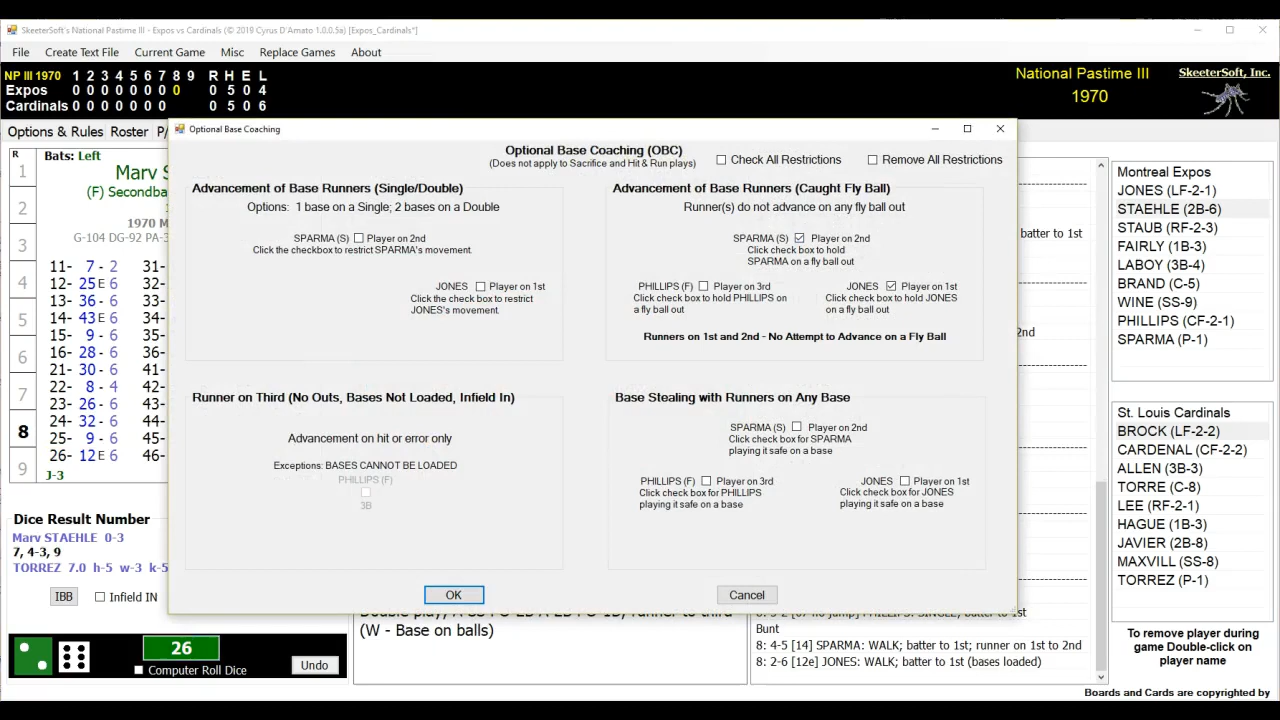 SkeeterSoft's National Pastime III - Expos vs Cardinals (© 2019 Cyrus D'Amato 1.0.0.5a) [Expos_Cardinals*]
File Create Text File Current Game Misc Replace Games About
NP III 1970 1 2 3 4 5 6 7 8 9 R H E L
Expos 0 0 0 0 0 0 0 0 0 5 0 4
Cardinals 0 0 0 0 0 0 0 0 5 0 6
National Pastime III
1970
SkeeterSoft, Inc.
Options & Rules Roster P/
R
1
2
3
4
5
6
7
8
9
Bats: Left
Marv S
(F) Secondba
1970 M
G-104 DG-92 PA-3
11- 7 - 2 31-
12- 25 E 6 32-
13- 36 - 6 33-
14- 43 E 6 34-
15- 9 - 6 35-
16- 28 - 6 36-
21- 30 - 6 41-
22- 8 - 4 42-
23- 26 - 6 43-
24- 32 - 6 44-
25- 9 - 6 45-
26- 12 E 6 46-
J-3
Dice Result Number
Marv STAEHLE 0-3
7, 4-3, 9
TORREZ 7.0 h-5 w-3 k-5
IBB Infield IN
26
Computer Roll Dice
Undo
Optional Base Coaching
Optional Base Coaching (OBC)
(Does not apply to Sacrifice and Hit & Run plays)
Check All Restrictions Remove All Restrictions
Advancement of Base Runners (Single/Double)
Options: 1 base on a Single; 2 bases on a Double
SPARMA (S) Player on 2nd
Click the checkbox to restrict SPARMA's movement.
JONES Player on 1st
Click the check box to restrict
JONES's movement.
Advancement of Base Runners (Caught Fly Ball)
Runner(s) do not advance on any fly ball out
SPARMA (S) Player on 2nd
Click check box to hold
SPARMA on a fly ball out
PHILLIPS (F) Player on 3rd
Click check box to hold PHILLIPS on
a fly ball out
JONES Player on 1st
Click check box to hold JONES
on a fly ball out
Runners on 1st and 2nd - No Attempt to Advance on a Fly Ball
Runner on Third (No Outs, Bases Not Loaded, Infield In)
Advancement on hit or error only
Exceptions: BASES CANNOT BE LOADED
PHILLIPS (F)
3B
Base Stealing with Runners on Any Base
SPARMA (S) Player on 2nd
Click check box for SPARMA
playing it safe on a base
PHILLIPS (F) Player on 3rd
Click check box for PHILLIPS
playing it safe on a base
JONES Player on 1st
Click check box for JONES
playing it safe on a base
OK Cancel
(W - Base on balls)
batter to 1st
2nd
Bunt
8: 4-5 [14] SPARMA: WALK; batter to 1st; runner on 1st to 2nd
8: 2-6 [12e] JONES: WALK; batter to 1st (bases loaded)
Montreal Expos
JONES (LF-2-1)
STAEHLE (2B-6)
STAUB (RF-2-3)
FAIRLY (1B-3)
LABOY (3B-4)
BRAND (C-5)
WINE (SS-9)
PHILLIPS (CF-2-1)
SPARMA (P-1)
St. Louis Cardinals
BROCK (LF-2-2)
CARDENAL (CF-2-2)
ALLEN (3B-3)
TORRE (C-8)
LEE (RF-2-1)
HAGUE (1B-3)
JAVIER (2B-8)
MAXVILL (SS-8)
TORREZ (P-1)
To remove player during
game Double-click on
player name
Boards and Cards are copyrighted by